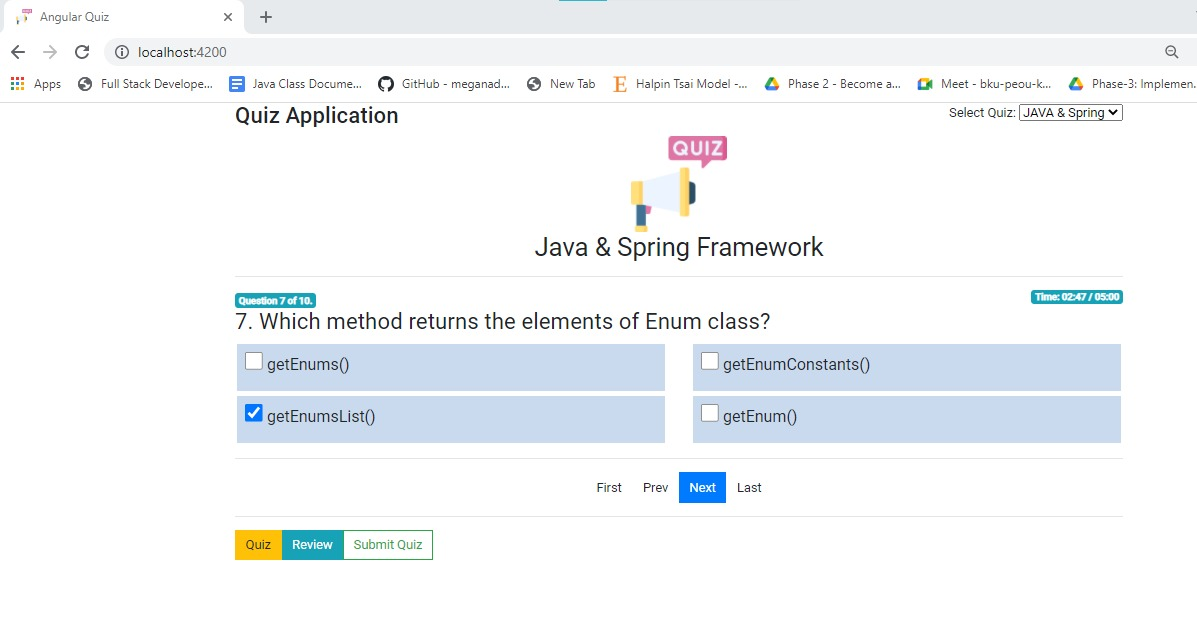 Angular Quiz
localhost:4200
Apps Full Stack Develope... Java Class Docume... GitHub - meganad... New Tab Halpin Tsai Model -... Phase 2 - Become a... Meet - bku-peou-k... Phase-3: Implemen.
Quiz Application Select Quiz: JAVA & Spring
QUIZ
Java & Spring Framework
Question 7 of 10. Time: 02:47 / 05:00
7. Which method returns the elements of Enum class?
getEnums() getEnumConstants()
getEnumsList() getEnum()
First Prev Next Last
Quiz Review Submit Quiz